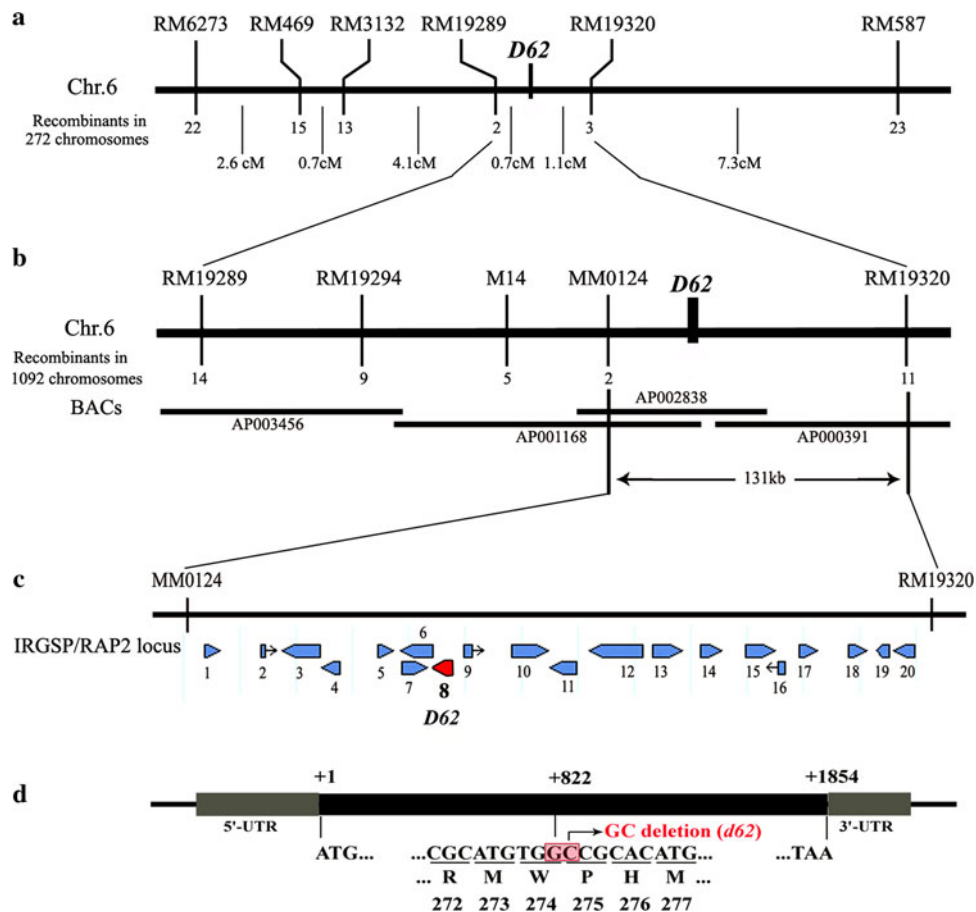 a
RM6273 RM469 RM3132 RM19289 D62 RM19320 RM587
Chr.6
Recombinants in
272 chromosomes
22 15 13 2 3 23
2.6 cM 0.7cM 4.1cM 0.7cM 1.1cM 7.3cM
b
RM19289 RM19294 M14 MM0124 D62 RM19320
Chr.6
Recombinants in
1092 chromosomes
14 9 5 2 11
BACs
AP002838
AP003456 AP001168 AP000391
131kb
c
MM0124 RM19320
IRGSP/RAP2 locus
6
1 2 3 5 9 10 12 13 14 15 17 18 19 20
4 7 8 11 16
D62
d
+1 +822 +1854
5'-UTR 3'-UTR
GC deletion (d62)
ATG... ...CGCATGTGGCCGCACATG... ...TAA
... R M W P H M
272 273 274 275 276 277